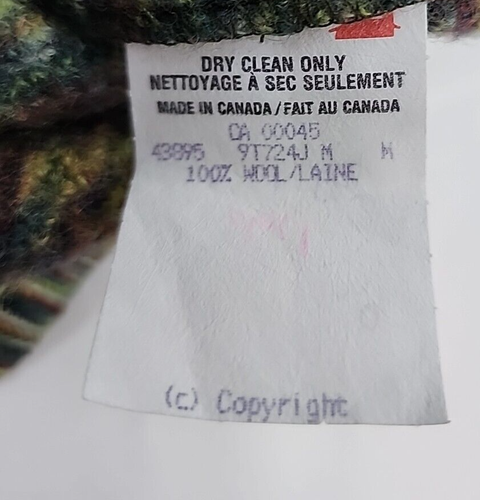 DRY CLEAN ONLY
NETTOYAGE À SEC SEULEMENT
MADE IN CANADA / FAIT AU CANADA
CA 00045
43895 9T724J M M
100% WOOL/LAINE
(c) Copyright